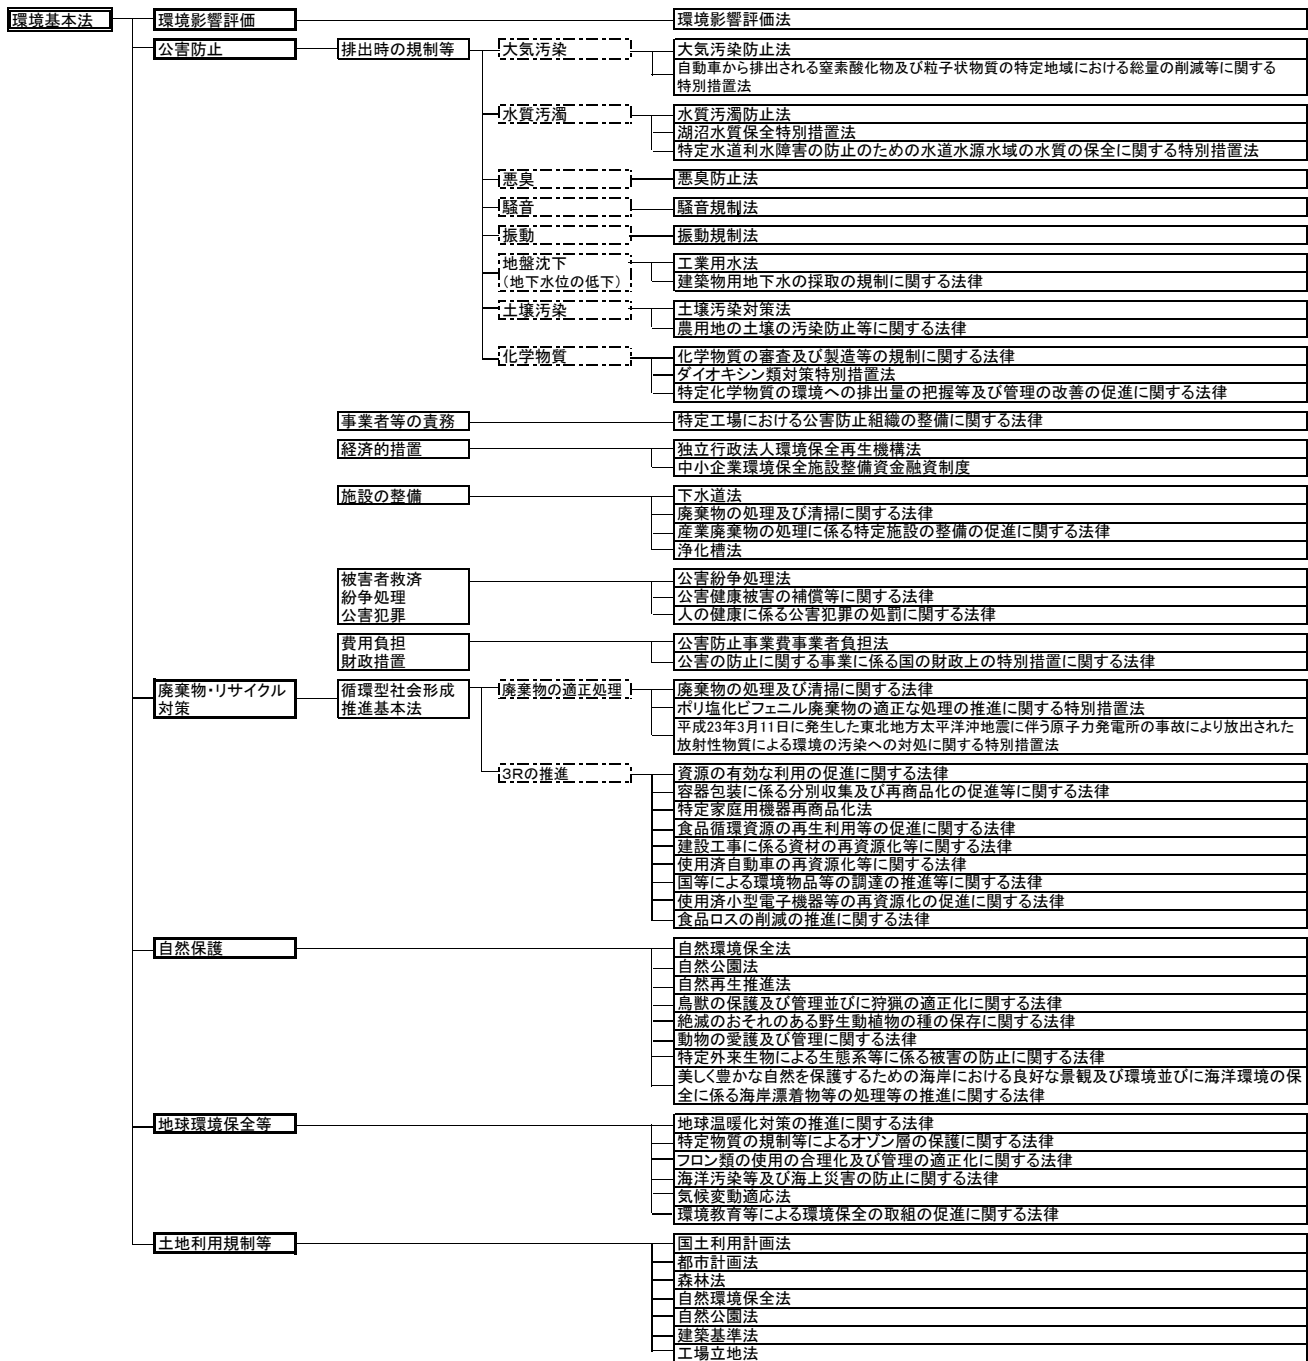 環境基本法
環境影響評価
環境影響評価法
公害防止
排出時の規制等
大気汚染
大気汚染防止法
自動車から排出される窒素酸化物及び粒子状物質の特定地域における総量の削減等に関する
特別措置法
水質汚濁
水質汚濁防止法
湖沼水質保全特別措置法
特定水道利水障害の防止のための水道水源水域の水質の保全に関する特別措置法
悪臭
悪臭防止法
騒音
騒音規制法
振動
振動規制法
地盤沈下
（地下水位の低下）
工業用水法
建築物用地下水の採取の規制に関する法律
土壌汚染
土壌汚染対策法
農用地の土壌の汚染防止等に関する法律
化学物質
化学物質の審査及び製造等の規制に関する法律
ダイオキシン類対策特別措置法
特定化学物質の環境への排出量の把握等及び管理の改善の促進に関する法律
事業者等の責務
特定工場における公害防止組織の整備に関する法律
経済的措置
独立行政法人環境保全再生機構法
中小企業環境保全施設整備資金融資制度
施設の整備
下水道法
廃棄物の処理及び清掃に関する法律
産業廃棄物の処理に係る特定施設の整備の促進に関する法律
浄化槽法
被害者救済
紛争処理
公害犯罪
公害紛争処理法
公害健康被害の補償等に関する法律
人の健康に係る公害犯罪の処罰に関する法律
費用負担
財政措置
公害防止事業費事業者負担法
公害の防止に関する事業に係る国の財政上の特別措置に関する法律
廃棄物・リサイクル
対策
循環型社会形成
推進基本法
廃棄物の適正処理
廃棄物の処理及び清掃に関する法律
ポリ塩化ビフェニル廃棄物の適正な処理の推進に関する特別措置法
平成23年3月11日に発生した東北地方太平洋沖地震に伴う原子力発電所の事故により放出された
放射性物質による環境の汚染への対処に関する特別措置法
3Rの推進
資源の有効な利用の促進に関する法律
容器包装に係る分別収集及び再商品化の促進等に関する法律
特定家庭用機器再商品化法
食品循環資源の再生利用等の促進に関する法律
建設工事に係る資材の再資源化等に関する法律
使用済自動車の再資源化等に関する法律
国等による環境物品等の調達の推進等に関する法律
使用済小型電子機器等の再資源化の促進に関する法律
食品ロスの削減の推進に関する法律
自然保護
自然環境保全法
自然公園法
自然再生推進法
鳥獣の保護及び管理並びに狩猟の適正化に関する法律
絶滅のおそれのある野生動植物の種の保存に関する法律
動物の愛護及び管理に関する法律
特定外来生物による生態系等に係る被害の防止に関する法律
美しく豊かな自然を保護するための海岸における良好な景観及び環境並びに海洋環境の保
全に係る海岸漂着物等の処理等の推進に関する法律
地球環境保全等
地球温暖化対策の推進に関する法律
特定物質の規制等によるオゾン層の保護に関する法律
フロン類の使用の合理化及び管理の適正化に関する法律
海洋汚染等及び海上災害の防止に関する法律
気候変動適応法
環境教育等による環境保全の取組の促進に関する法律
土地利用規制等
国土利用計画法
都市計画法
森林法
自然環境保全法
自然公園法
建築基準法
工場立地法